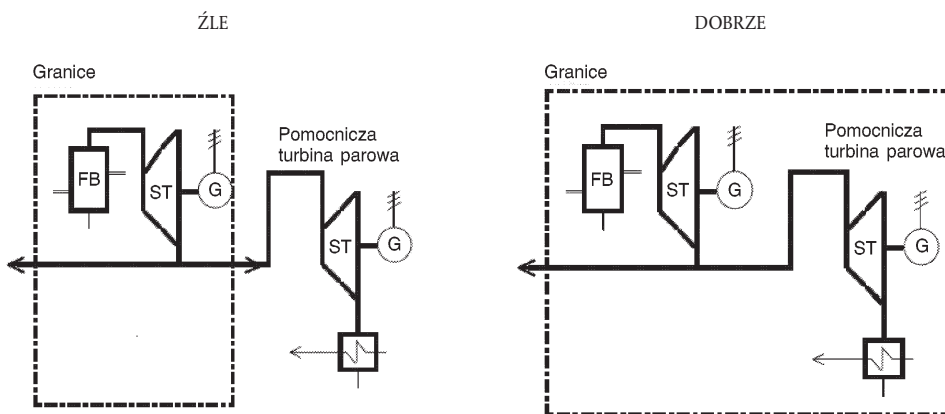 ŹLE
DOBRZE
Granice
FB
ST
G
Pomocnicza
turbina parowa
ST
G
Granice
FB
ST
G
Pomocnicza
turbina parowa
ST
G